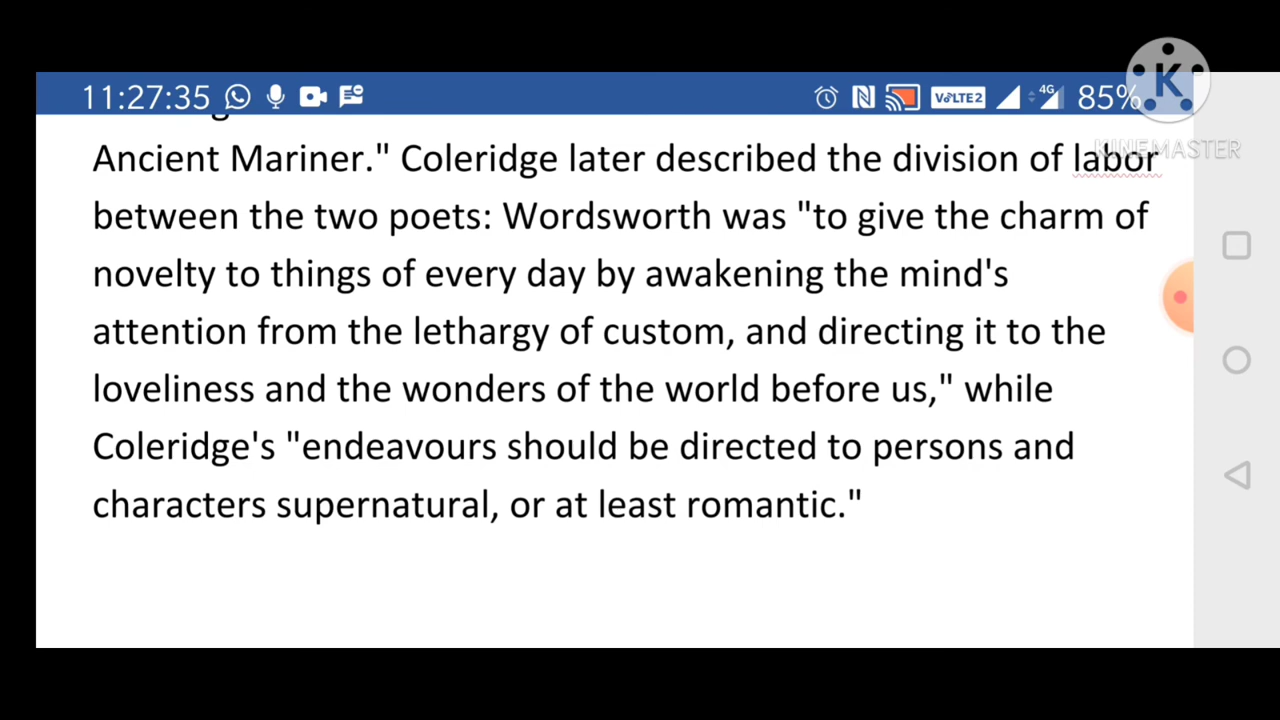 11:27:35 VoLTE2 4G 85%
K
KINEMASTER
Ancient Mariner." Coleridge later described the division of labor
between the two poets: Wordsworth was "to give the charm of
novelty to things of every day by awakening the mind's
attention from the lethargy of custom, and directing it to the
loveliness and the wonders of the world before us," while
Coleridge's "endeavours should be directed to persons and
characters supernatural, or at least romantic."